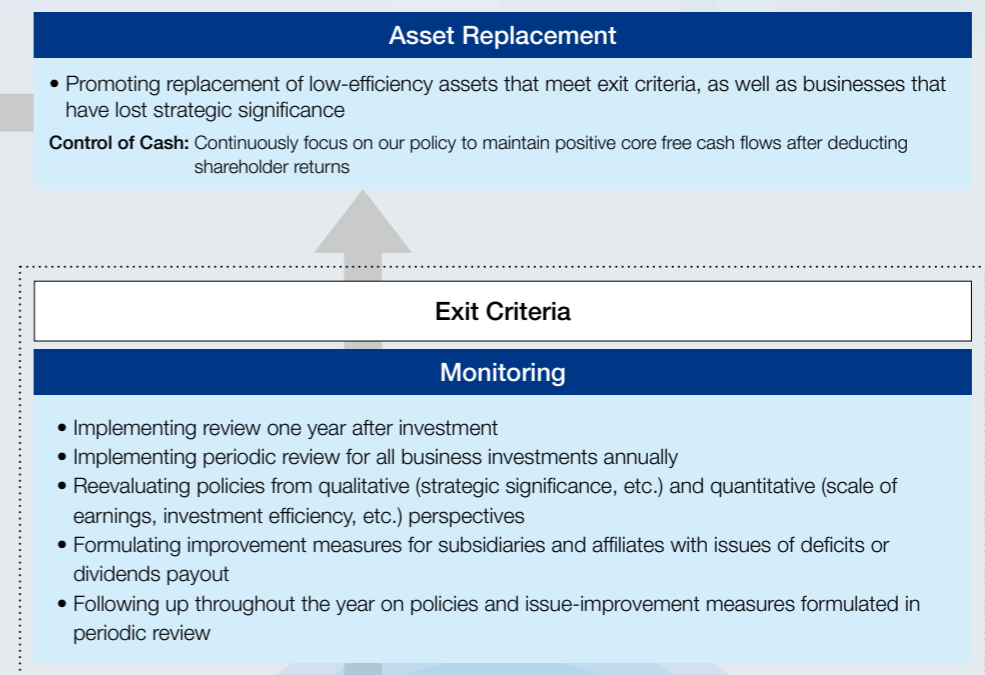 Asset Replacement
• Promoting replacement of low-efficiency assets that meet exit criteria, as well as businesses that
have lost strategic significance
Control of Cash: Continuously focus on our policy to maintain positive core free cash flows after deducting
shareholder returns
Exit Criteria
Monitoring
• Implementing review one year after investment
• Implementing periodic review for all business investments annually
• Reevaluating policies from qualitative (strategic significance, etc.) and quantitative (scale of
earnings, investment efficiency, etc.) perspectives
• Formulating improvement measures for subsidiaries and affiliates with issues of deficits or
dividends payout
• Following up throughout the year on policies and issue-improvement measures formulated in
periodic review